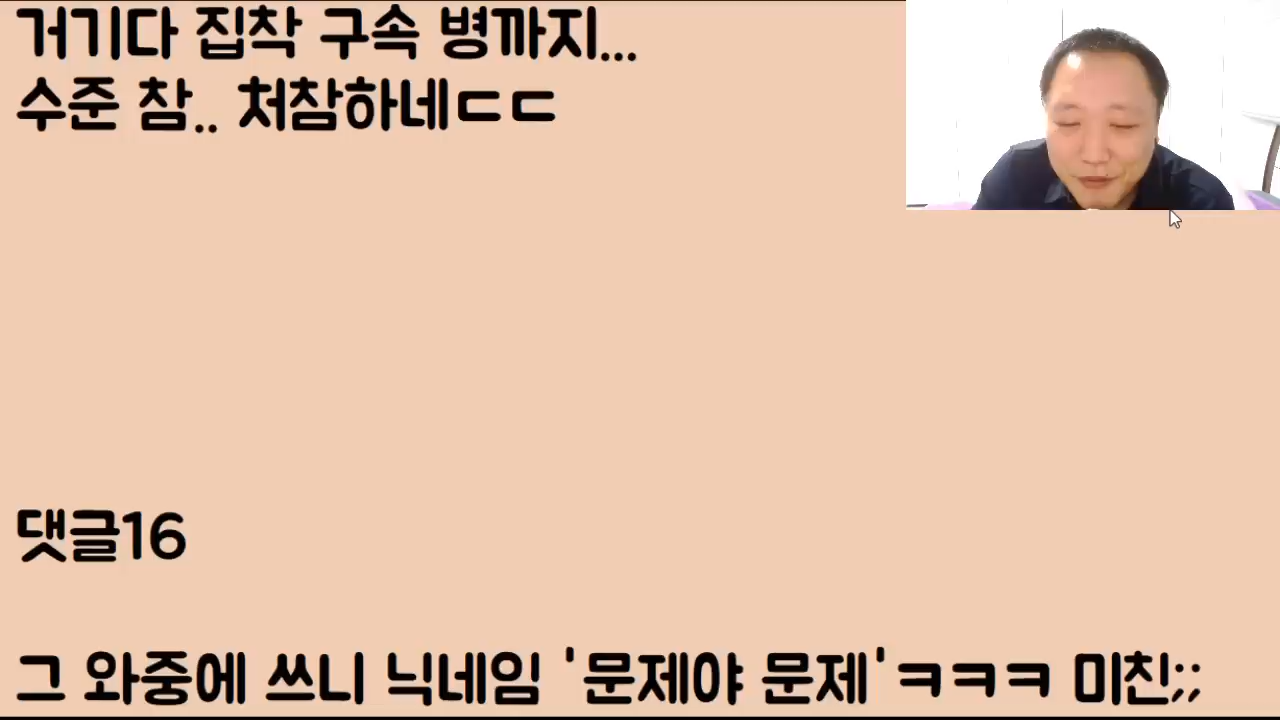 거기다 집착 구속 병까지...
수준 참.. 처참하네ㄷㄷ
댓글16
그 와중에 쓰니 닉네임 '문제야 문제'ㅋㅋㅋ 미친;;